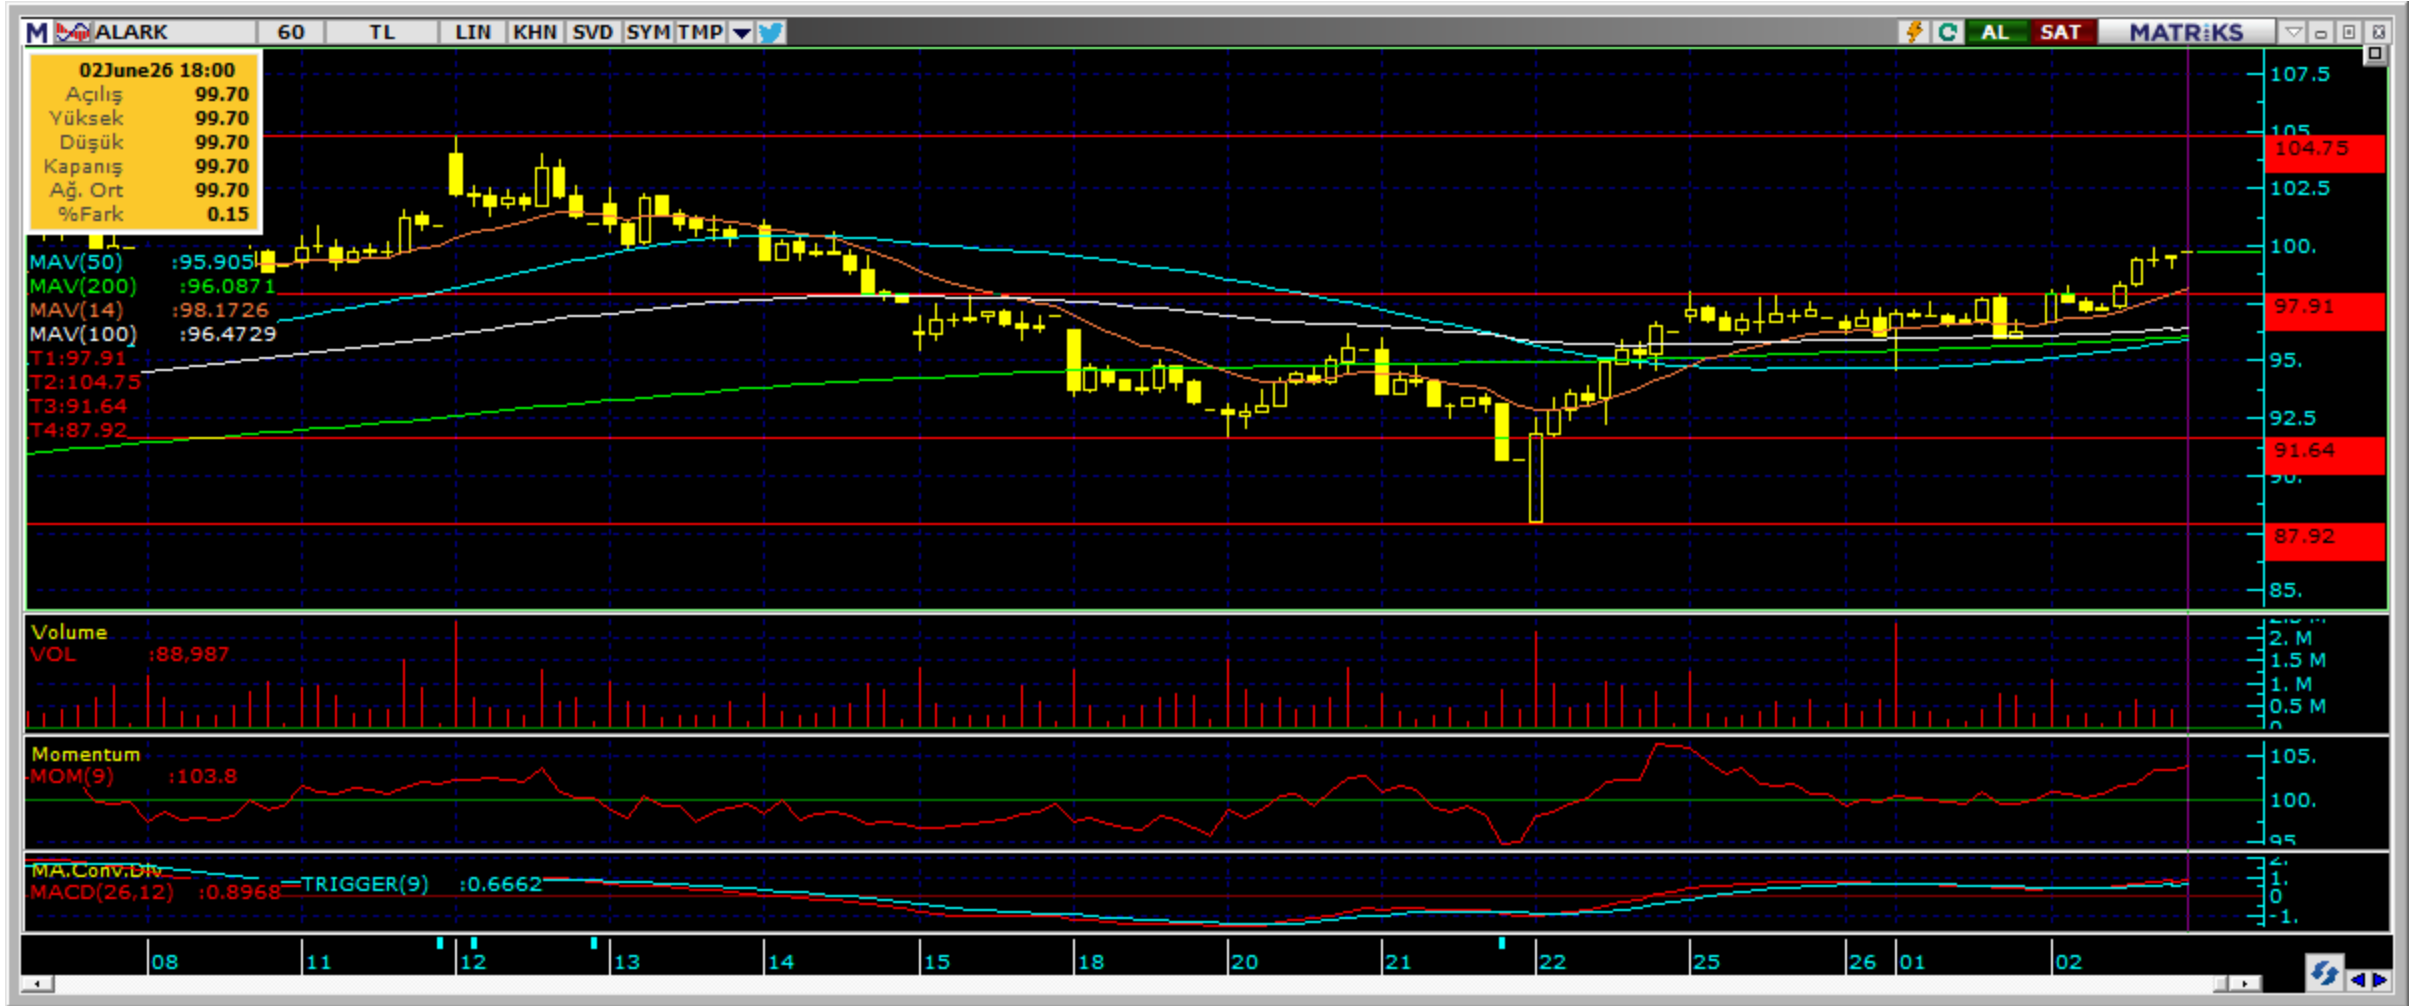 M ALARK 60 TL LIN KHN SVD SYM TMP AL SAT MATRiKS
02June26 18:00
Açılış 99.70
Yüksek 99.70
Düşük 99.70
Kapanış 99.70
Ağ. Ort 99.70
%Fark 0.15
MAV(50) :95.905
MAV(200) :96.0871
MAV(14) :98.1726
MAV(100) :96.4729
T1:97.91
T2:104.75
T3:91.64
T4:87.92
107.5
105.
104.75
102.5
100.
97.91
95.
92.5
91.64
90.
87.92
85.
Volume
VOL :88,987
2. M
1.5 M
1. M
0.5 M
0
Momentum
MOM(9) :103.8
105.
100.
95
MA.Conv.Div
MACD(26,12) :0.8968 TRIGGER(9) :0.6662
2.
1.
0
-1.
08 11 12 13 14 15 18 20 21 22 25 26 01 02